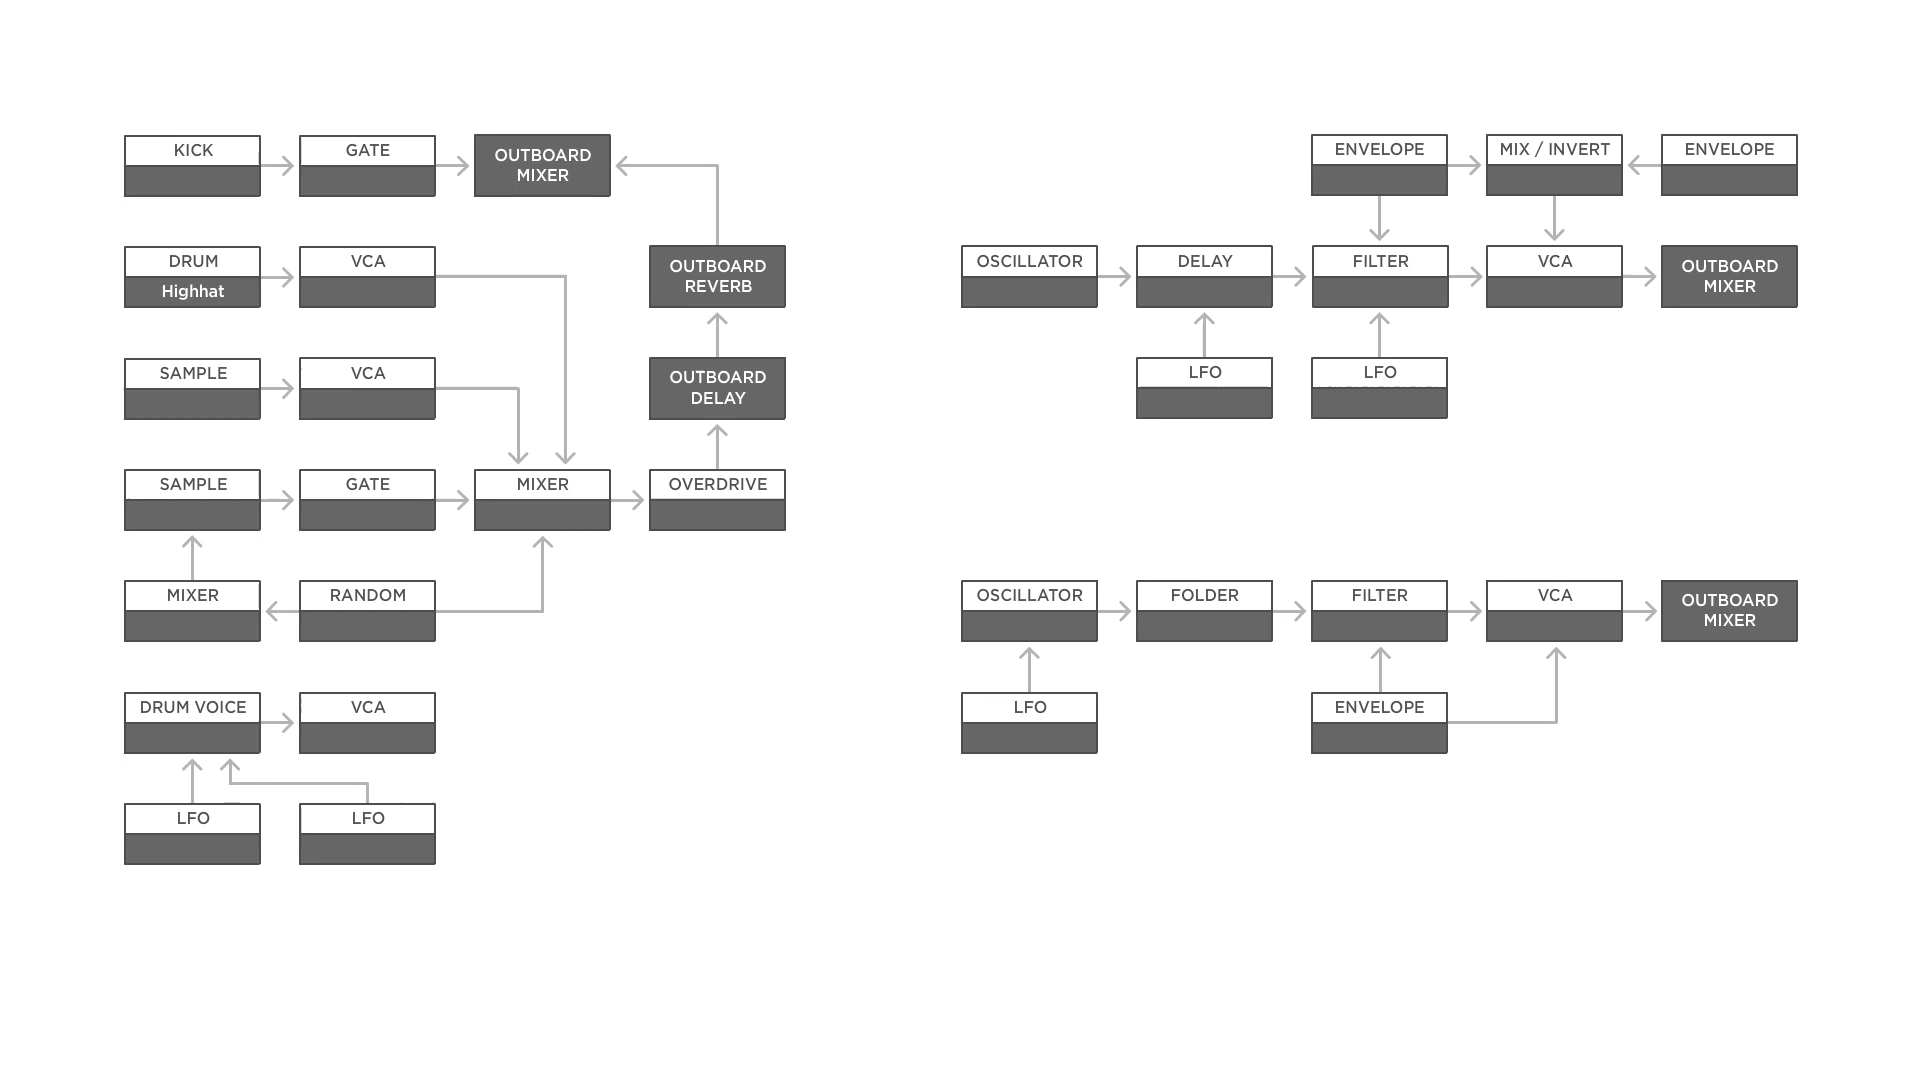 KICK
GATE
OUTBOARD
MIXER
DRUM
Highhat
VCA
OUTBOARD
REVERB
SAMPLE
VCA
OUTBOARD
DELAY
SAMPLE
GATE
MIXER
OVERDRIVE
MIXER
RANDOM
DRUM VOICE
VCA
LFO
LFO
ENVELOPE
MIX / INVERT
ENVELOPE
OSCILLATOR
DELAY
FILTER
VCA
OUTBOARD
MIXER
LFO
LFO
OSCILLATOR
FOLDER
FILTER
VCA
OUTBOARD
MIXER
LFO
ENVELOPE